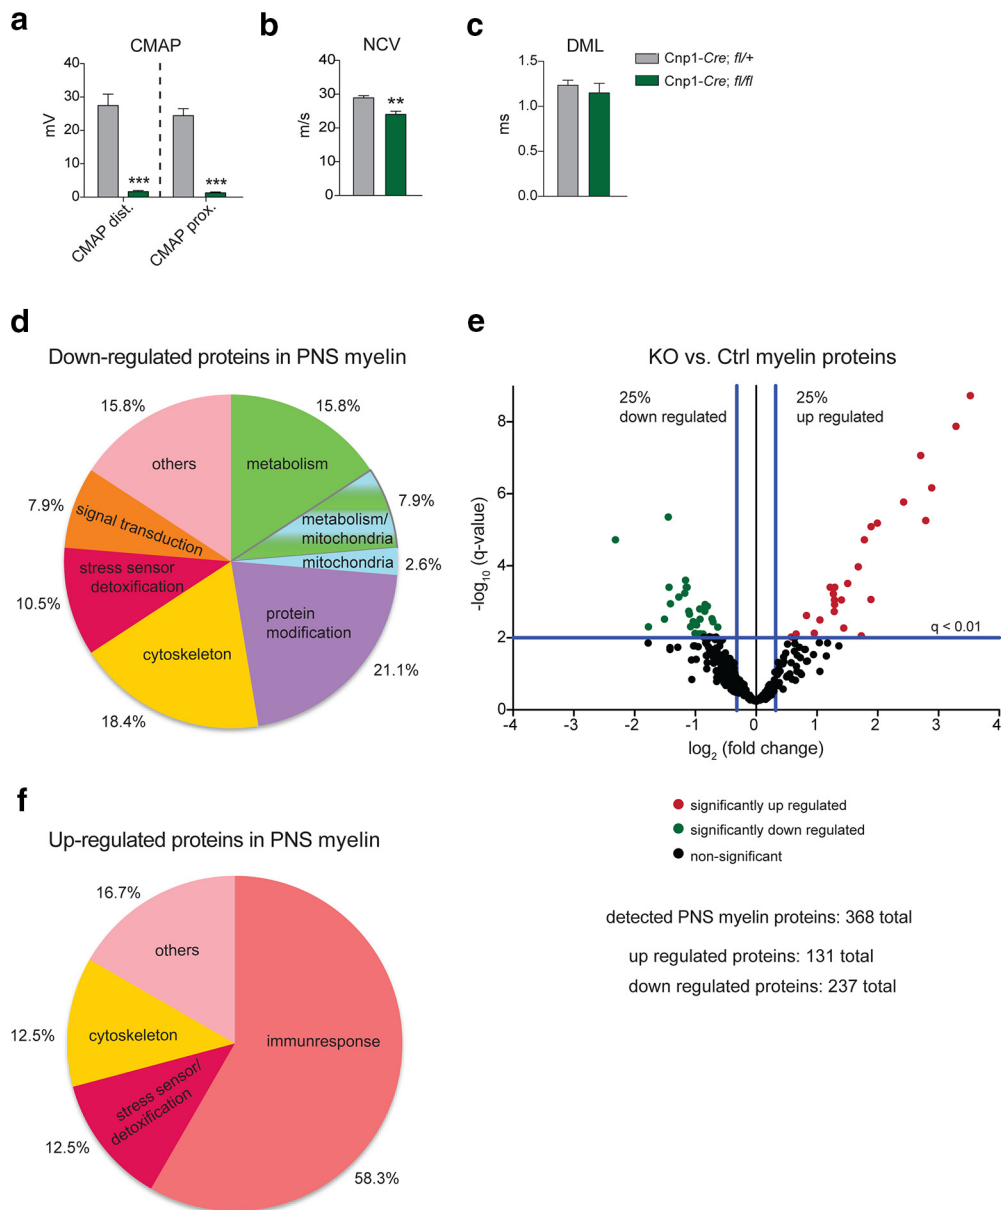 a
CMAP
mV
40
30
20
10
0
***
***
CMAP dist.
CMAP prox.
b
NCV
m/s
40
30
20
10
0
**
c
DML
ms
1.5
1.0
0.5
0.0
Cnp1-Cre; fl/+
Cnp1-Cre; fl/fl
d
Down-regulated proteins in PNS myelin
15.8%
15.8%
others
metabolism
7.9%
7.9%
signal transduction
metabolism/
mitochondria
mitochondria
2.6%
stress sensor
detoxification
10.5%
protein
modification
cytoskeleton
21.1%
18.4%
e
KO vs. Ctrl myelin proteins
25%
down regulated
25%
up regulated
-log10 (q-value)
8
6
4
2
0
q < 0.01
-4
-3
-2
-1
0
1
2
3
4
log2 (fold change)
significantly up regulated
significantly down regulated
non-significant
detected PNS myelin proteins: 368 total
up regulated proteins: 131 total
down regulated proteins: 237 total
f
Up-regulated proteins in PNS myelin
16.7%
others
12.5%
cytoskeleton
immunresponse
stress sensor/
detoxification
12.5%
58.3%